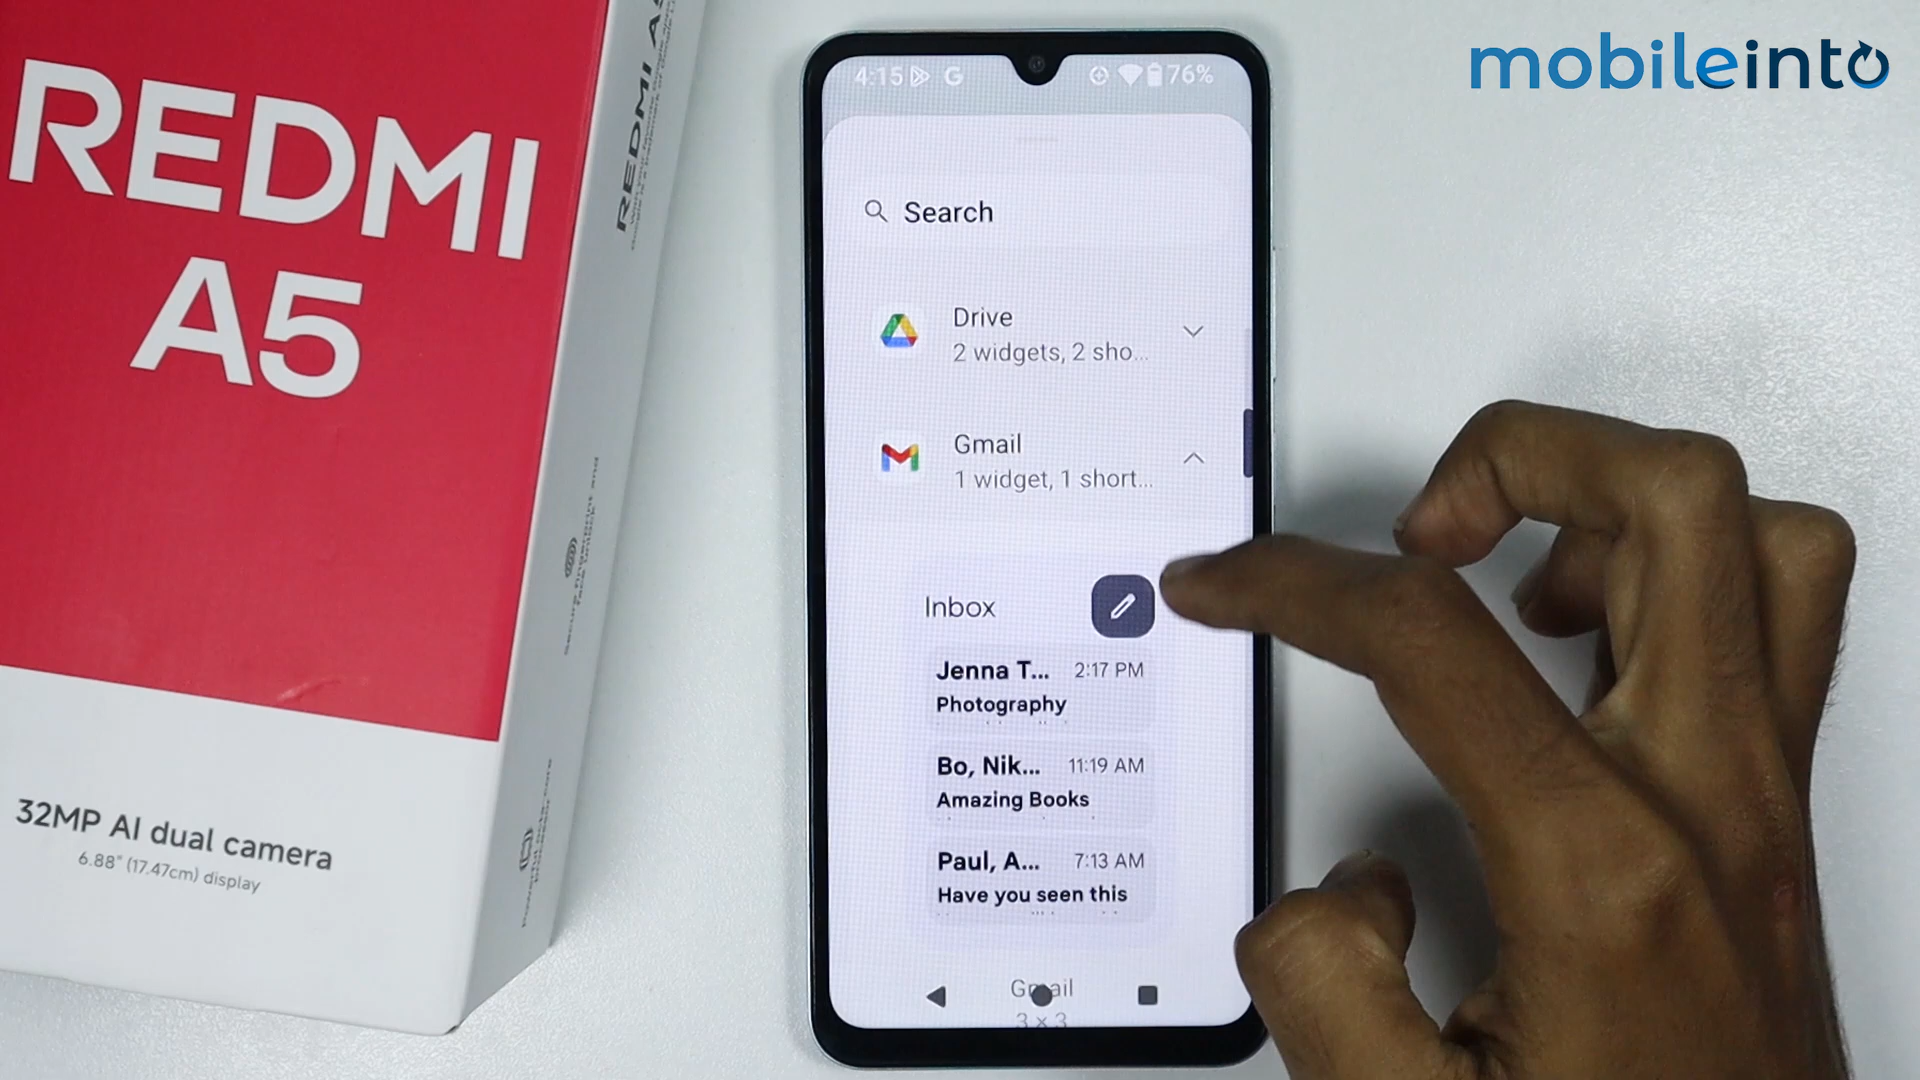 REDMI
A5
32MP AI dual camera
6.88" (17.47cm) display
REDMI
mobileinto
4:15
76%
Search
Drive
2 widgets, 2 sho...
Gmail
1 widget, 1 short...
Inbox
Jenna T... 2:17 PM
Photography
Bo, Nik... 11:19 AM
Amazing Books
Paul, A... 7:13 AM
Have you seen this
Gmail
3 × 3